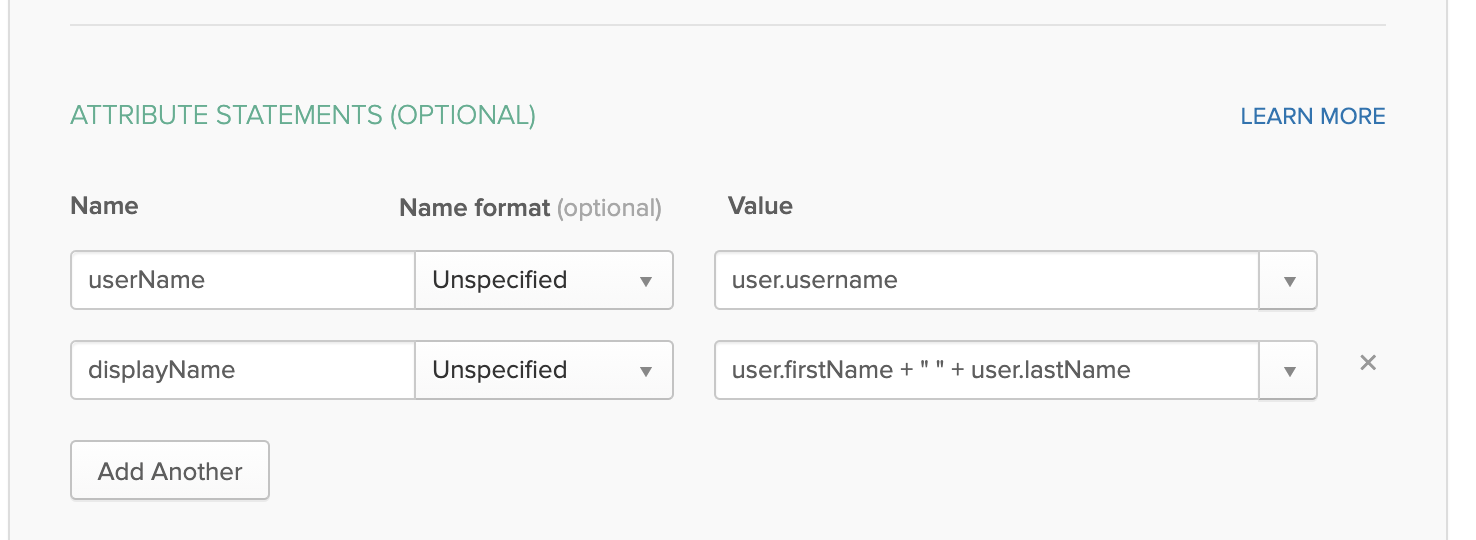 ATTRIBUTE STATEMENTS (OPTIONAL) LEARN MORE
Name Name format (optional) Value
userName Unspecified user.username
displayName Unspecified user.firstName + " " + user.lastName
Add Another